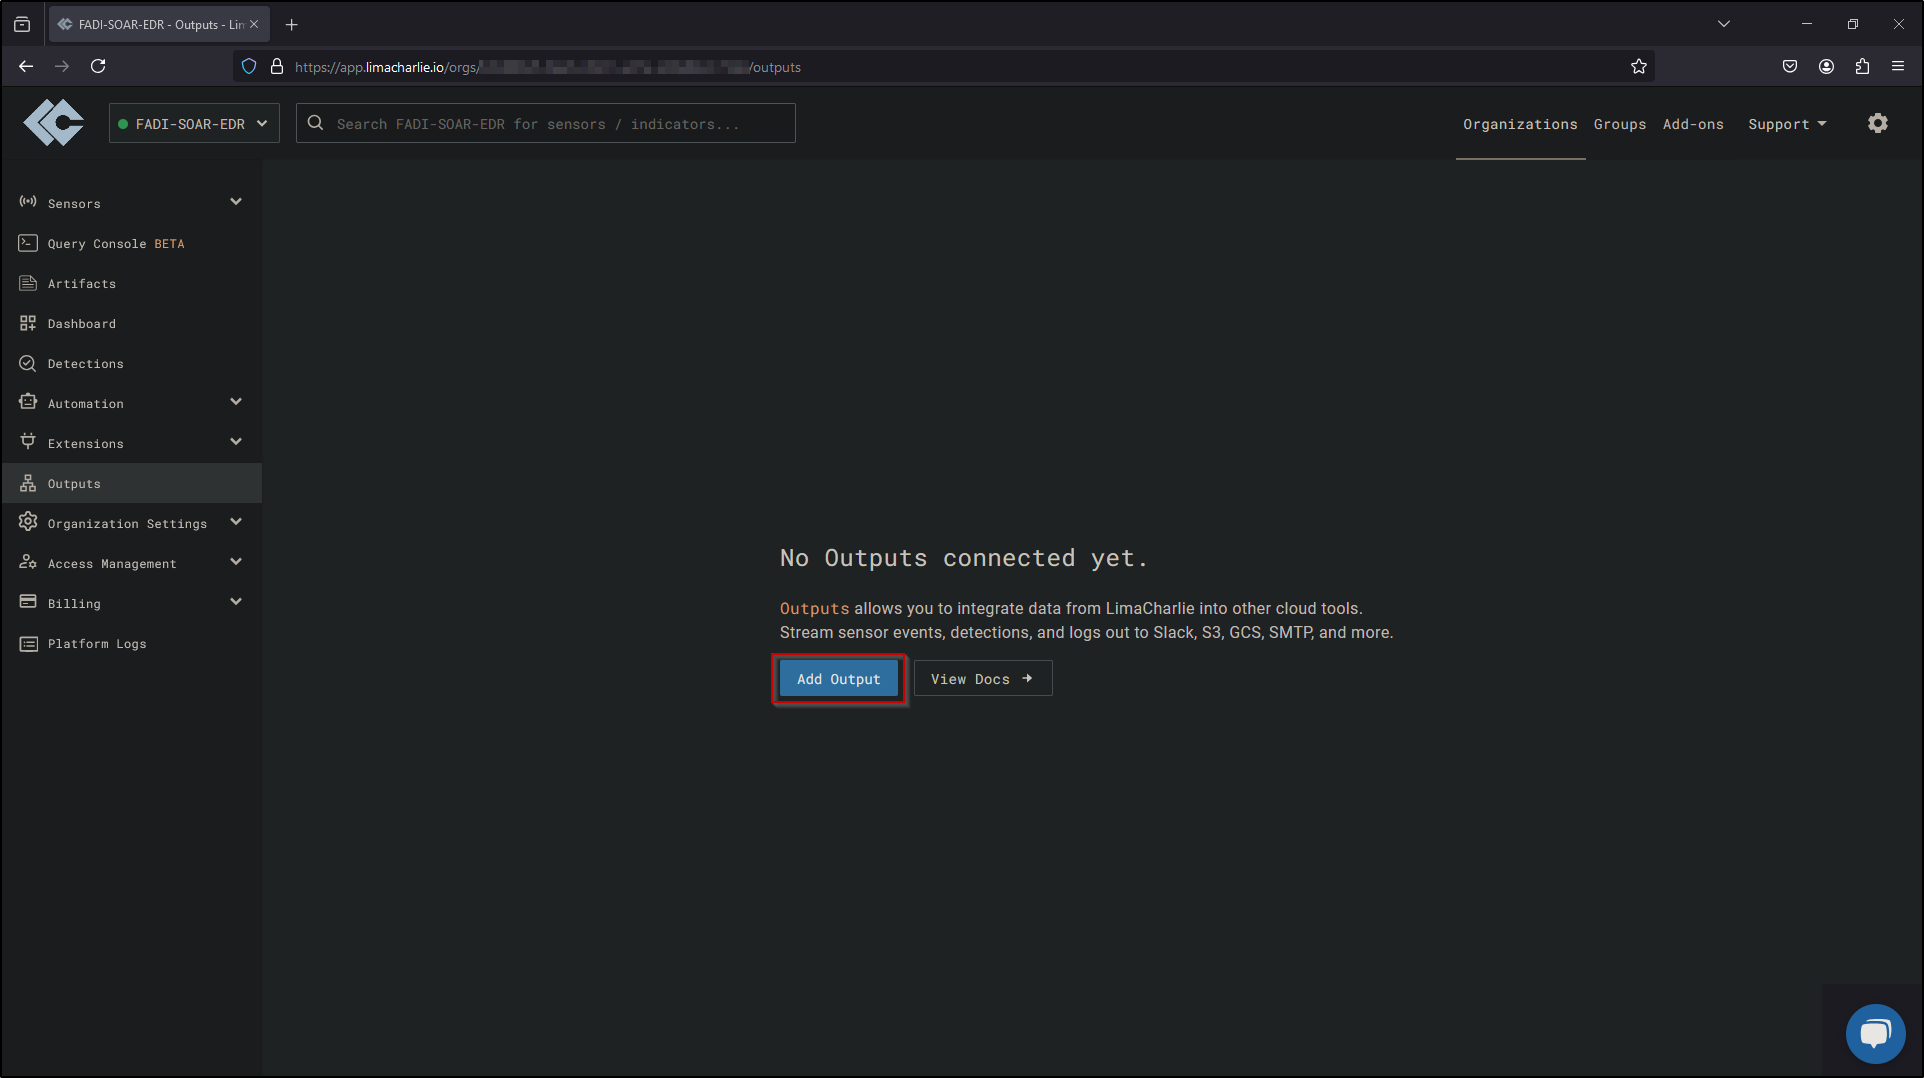 FADI-SOAR-EDR - Outputs - Lim
https://app.limacharlie.io/orgs/
/outputs
FADI-SOAR-EDR
Search FADI-SOAR-EDR for sensors / indicators...
Organizations
Groups
Add-ons
Support
Sensors
Query Console BETA
Artifacts
Dashboard
Detections
Automation
Extensions
Outputs
Organization Settings
Access Management
Billing
Platform Logs
No Outputs connected yet.
Outputs allows you to integrate data from LimaCharlie into other cloud tools.
Stream sensor events, detections, and logs out to Slack, S3, GCS, SMTP, and more.
Add Output
View Docs